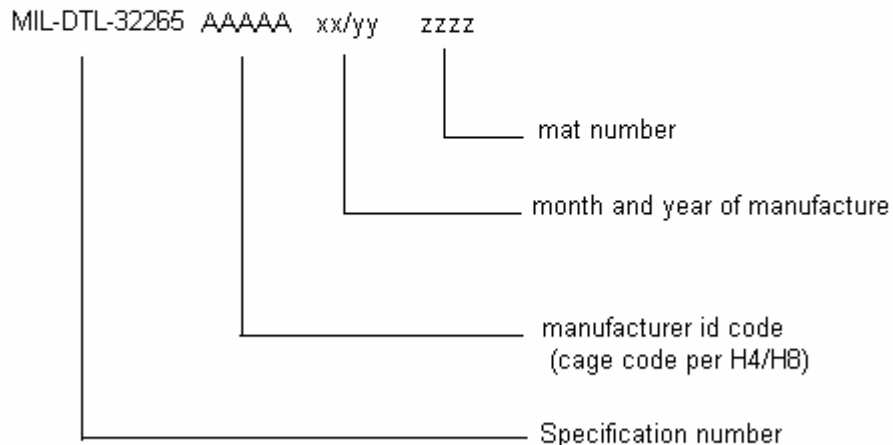 MIL-DTL-32265 AAAAA xx/yy zzzz
mat number
month and year of manufacture
manufacturer id code
(cage code per H4/H8)
Specification number